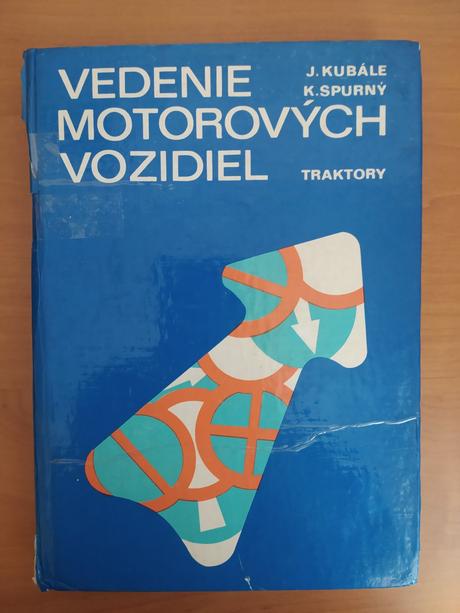 VEDENIE
MOTOROVÝCH
VOZIDIEL
J. KUBÁLE
K. SPURNÝ
TRAKTORY